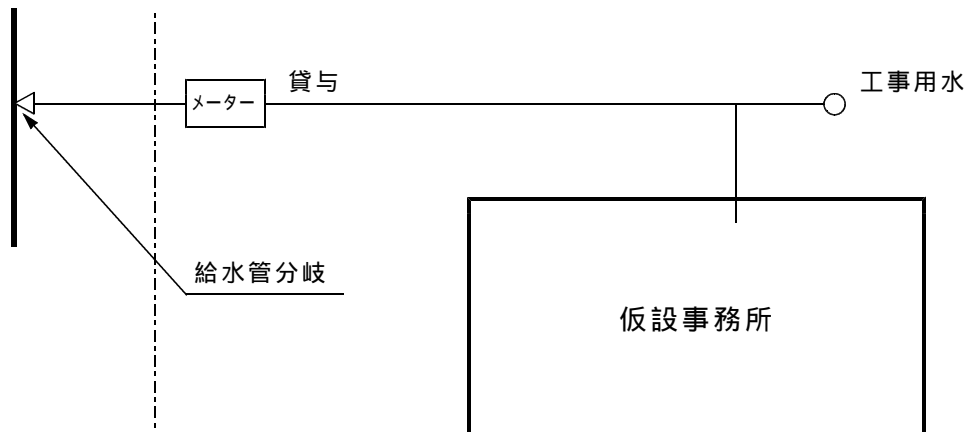 貸与
工事用水
メーター
給水管分岐
仮設事務所